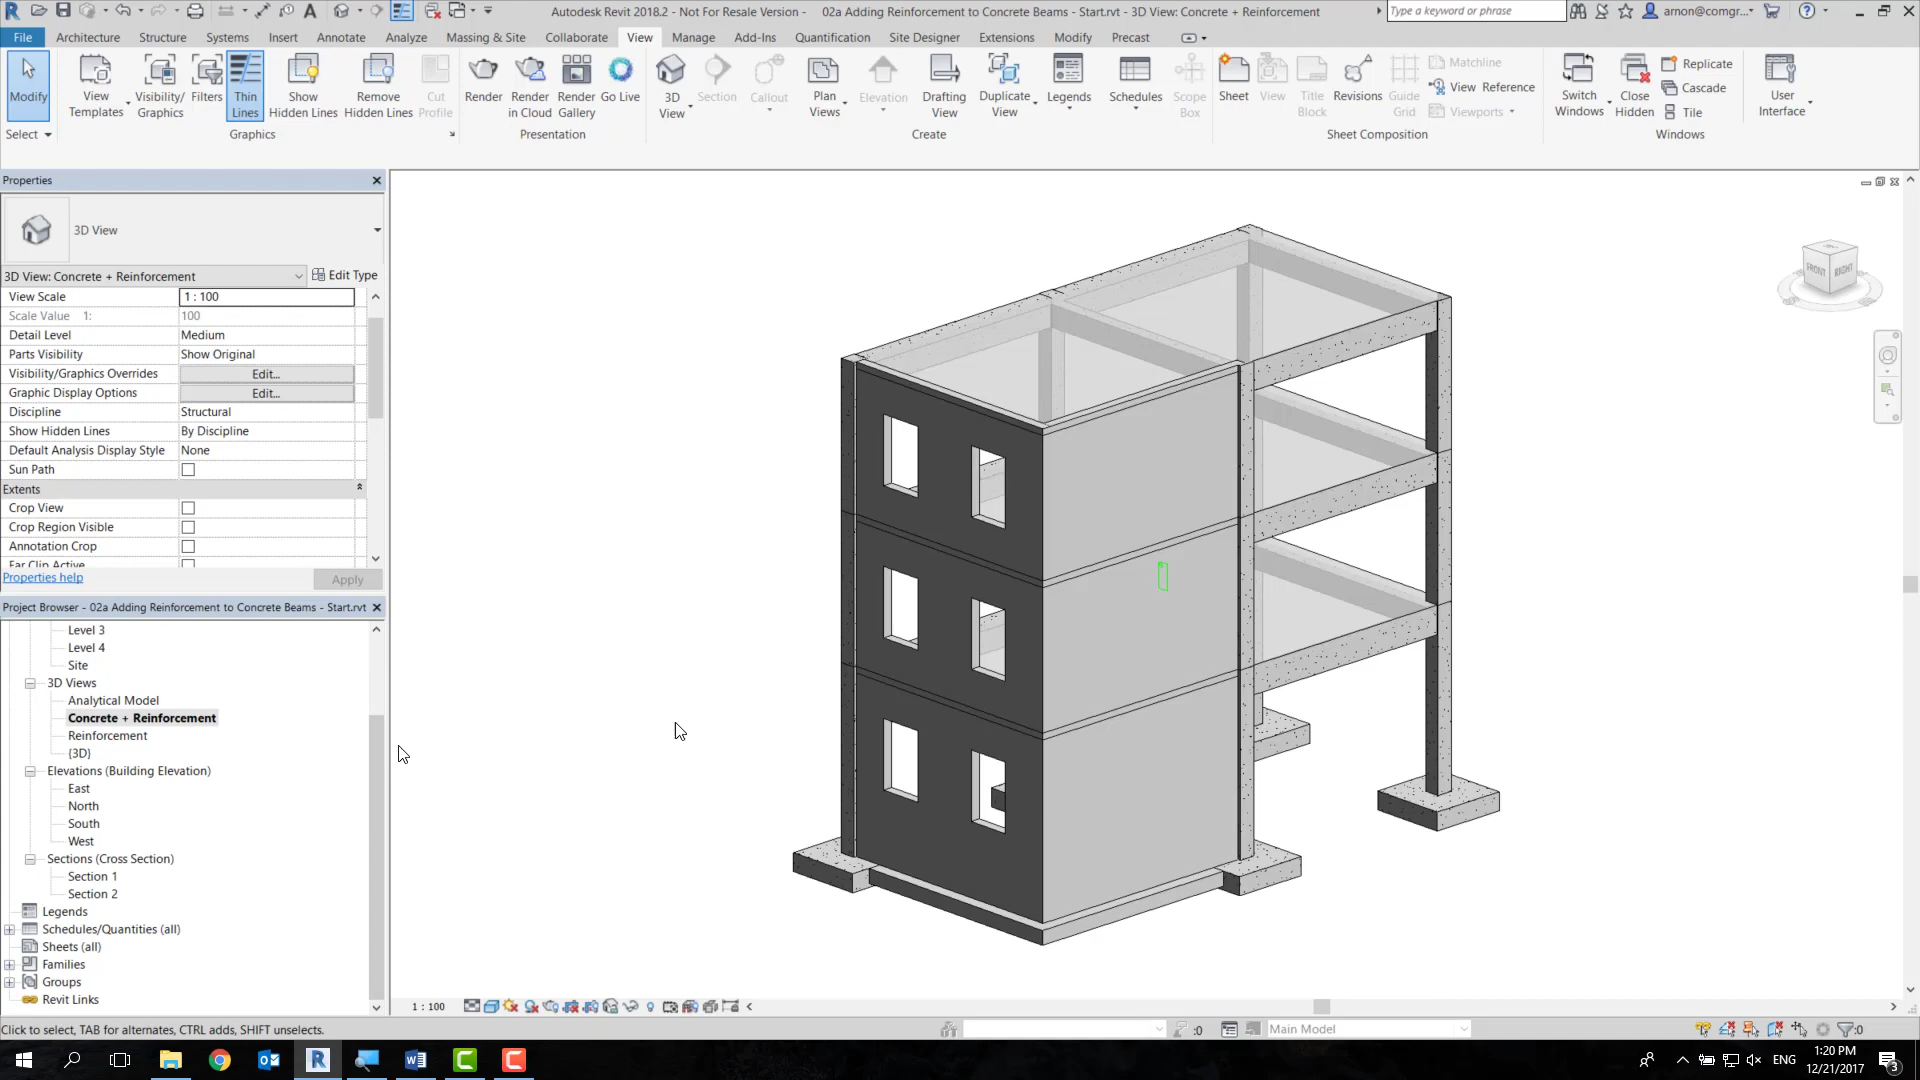 Autodesk Revit 2018.2 - Not For Resale Version - 02a Adding Reinforcement to Concrete Beams - Start.rvt - 3D View: Concrete + Reinforcement
Type a keyword or phrase
arnon@comgr...
File Architecture Structure Systems Insert Annotate Analyze Massing & Site Collaborate View Manage Add-Ins Quantification Site Designer Extensions Modify Precast
Modify
View Templates
Visibility/ Graphics
Filters
Thin Lines
Show Hidden Lines
Remove Hidden Lines
Cut Profile
Render
Render in Cloud
Render Gallery
Go Live
3D View
Section
Callout
Plan Views
Elevation
Drafting View
Duplicate View
Legends
Schedules
Scope Box
Sheet
View
Title Block
Revisions
Guide Grid
Matchline
View Reference
Viewports
Switch Windows
Close Hidden
Replicate
Cascade
Tile
User Interface
Select Graphics Presentation Create Sheet Composition Windows
Properties
3D View
3D View: Concrete + Reinforcement Edit Type
View Scale 1 : 100
Scale Value 1: 100
Detail Level Medium
Parts Visibility Show Original
Visibility/Graphics Overrides Edit...
Graphic Display Options Edit...
Discipline Structural
Show Hidden Lines By Discipline
Default Analysis Display Style None
Sun Path
Extents
Crop View
Crop Region Visible
Annotation Crop
Far Clip Active
Properties help Apply
Project Browser - 02a Adding Reinforcement to Concrete Beams - Start.rvt
Level 3
Level 4
Site
3D Views
Analytical Model
Concrete + Reinforcement
Reinforcement
{3D}
Elevations (Building Elevation)
East
North
South
West
Sections (Cross Section)
Section 1
Section 2
Legends
Schedules/Quantities (all)
Sheets (all)
Families
Groups
Revit Links
FRONT RIGHT
1 : 100
Click to select, TAB for alternates, CTRL adds, SHIFT unselects.
:0
Main Model
:0
ENG
1:20 PM
12/21/2017
3